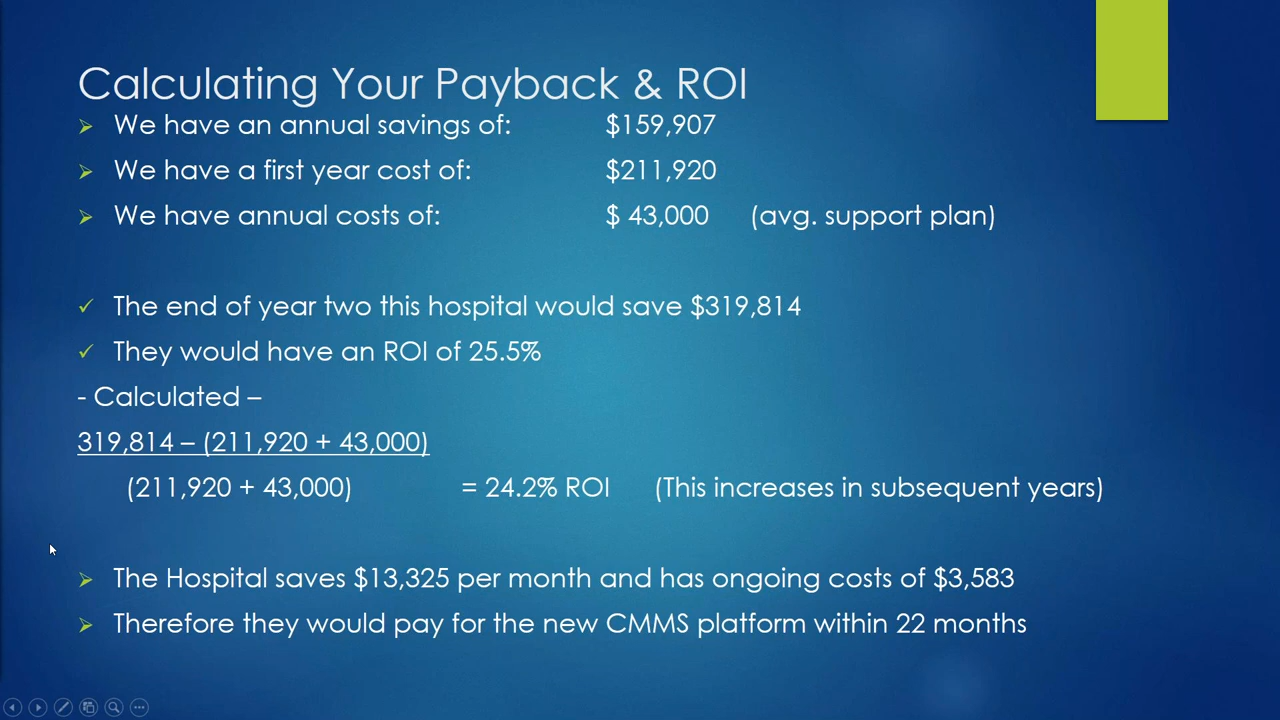 Calculating Your Payback & ROI
We have an annual savings of: $159,907
We have a first year cost of: $211,920
We have annual costs of: $ 43,000 (avg. support plan)
The end of year two this hospital would save $319,814
They would have an ROI of 25.5%
- Calculated –
319,814 – (211,920 + 43,000)
(211,920 + 43,000) = 24.2% ROI (This increases in subsequent years)
The Hospital saves $13,325 per month and has ongoing costs of $3,583
Therefore they would pay for the new CMMS platform within 22 months